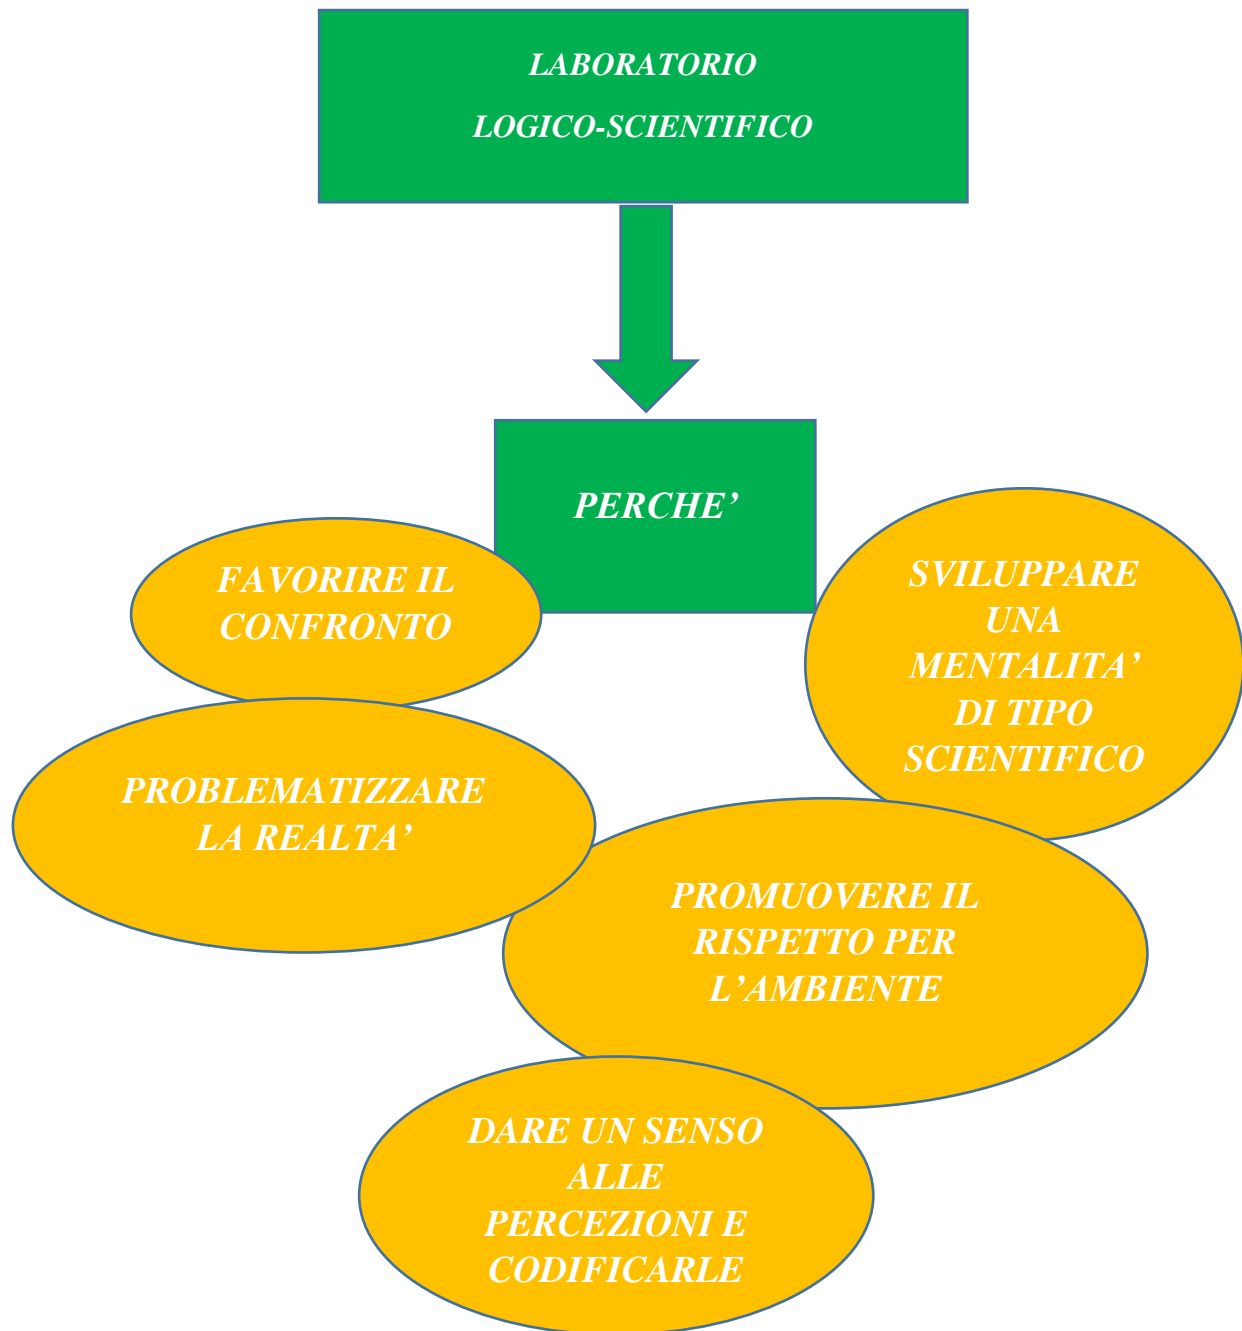 LABORATORIO
LOGICO-SCIENTIFICO
PERCHE’
FAVORIRE IL
CONFRONTO
SVILUPPARE
UNA
MENTALITA’
DI TIPO
SCIENTIFICO
PROBLEMATIZZARE
LA REALTA’
PROMUOVERE IL
RISPETTO PER
L’AMBIENTE
DARE UN SENSO
ALLE
PERCEZIONI E
CODIFICARLE